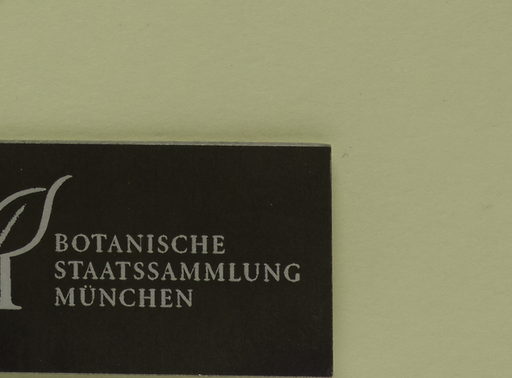 BOTANISCHE
STAATSSAMMLUNG
MÜNCHEN